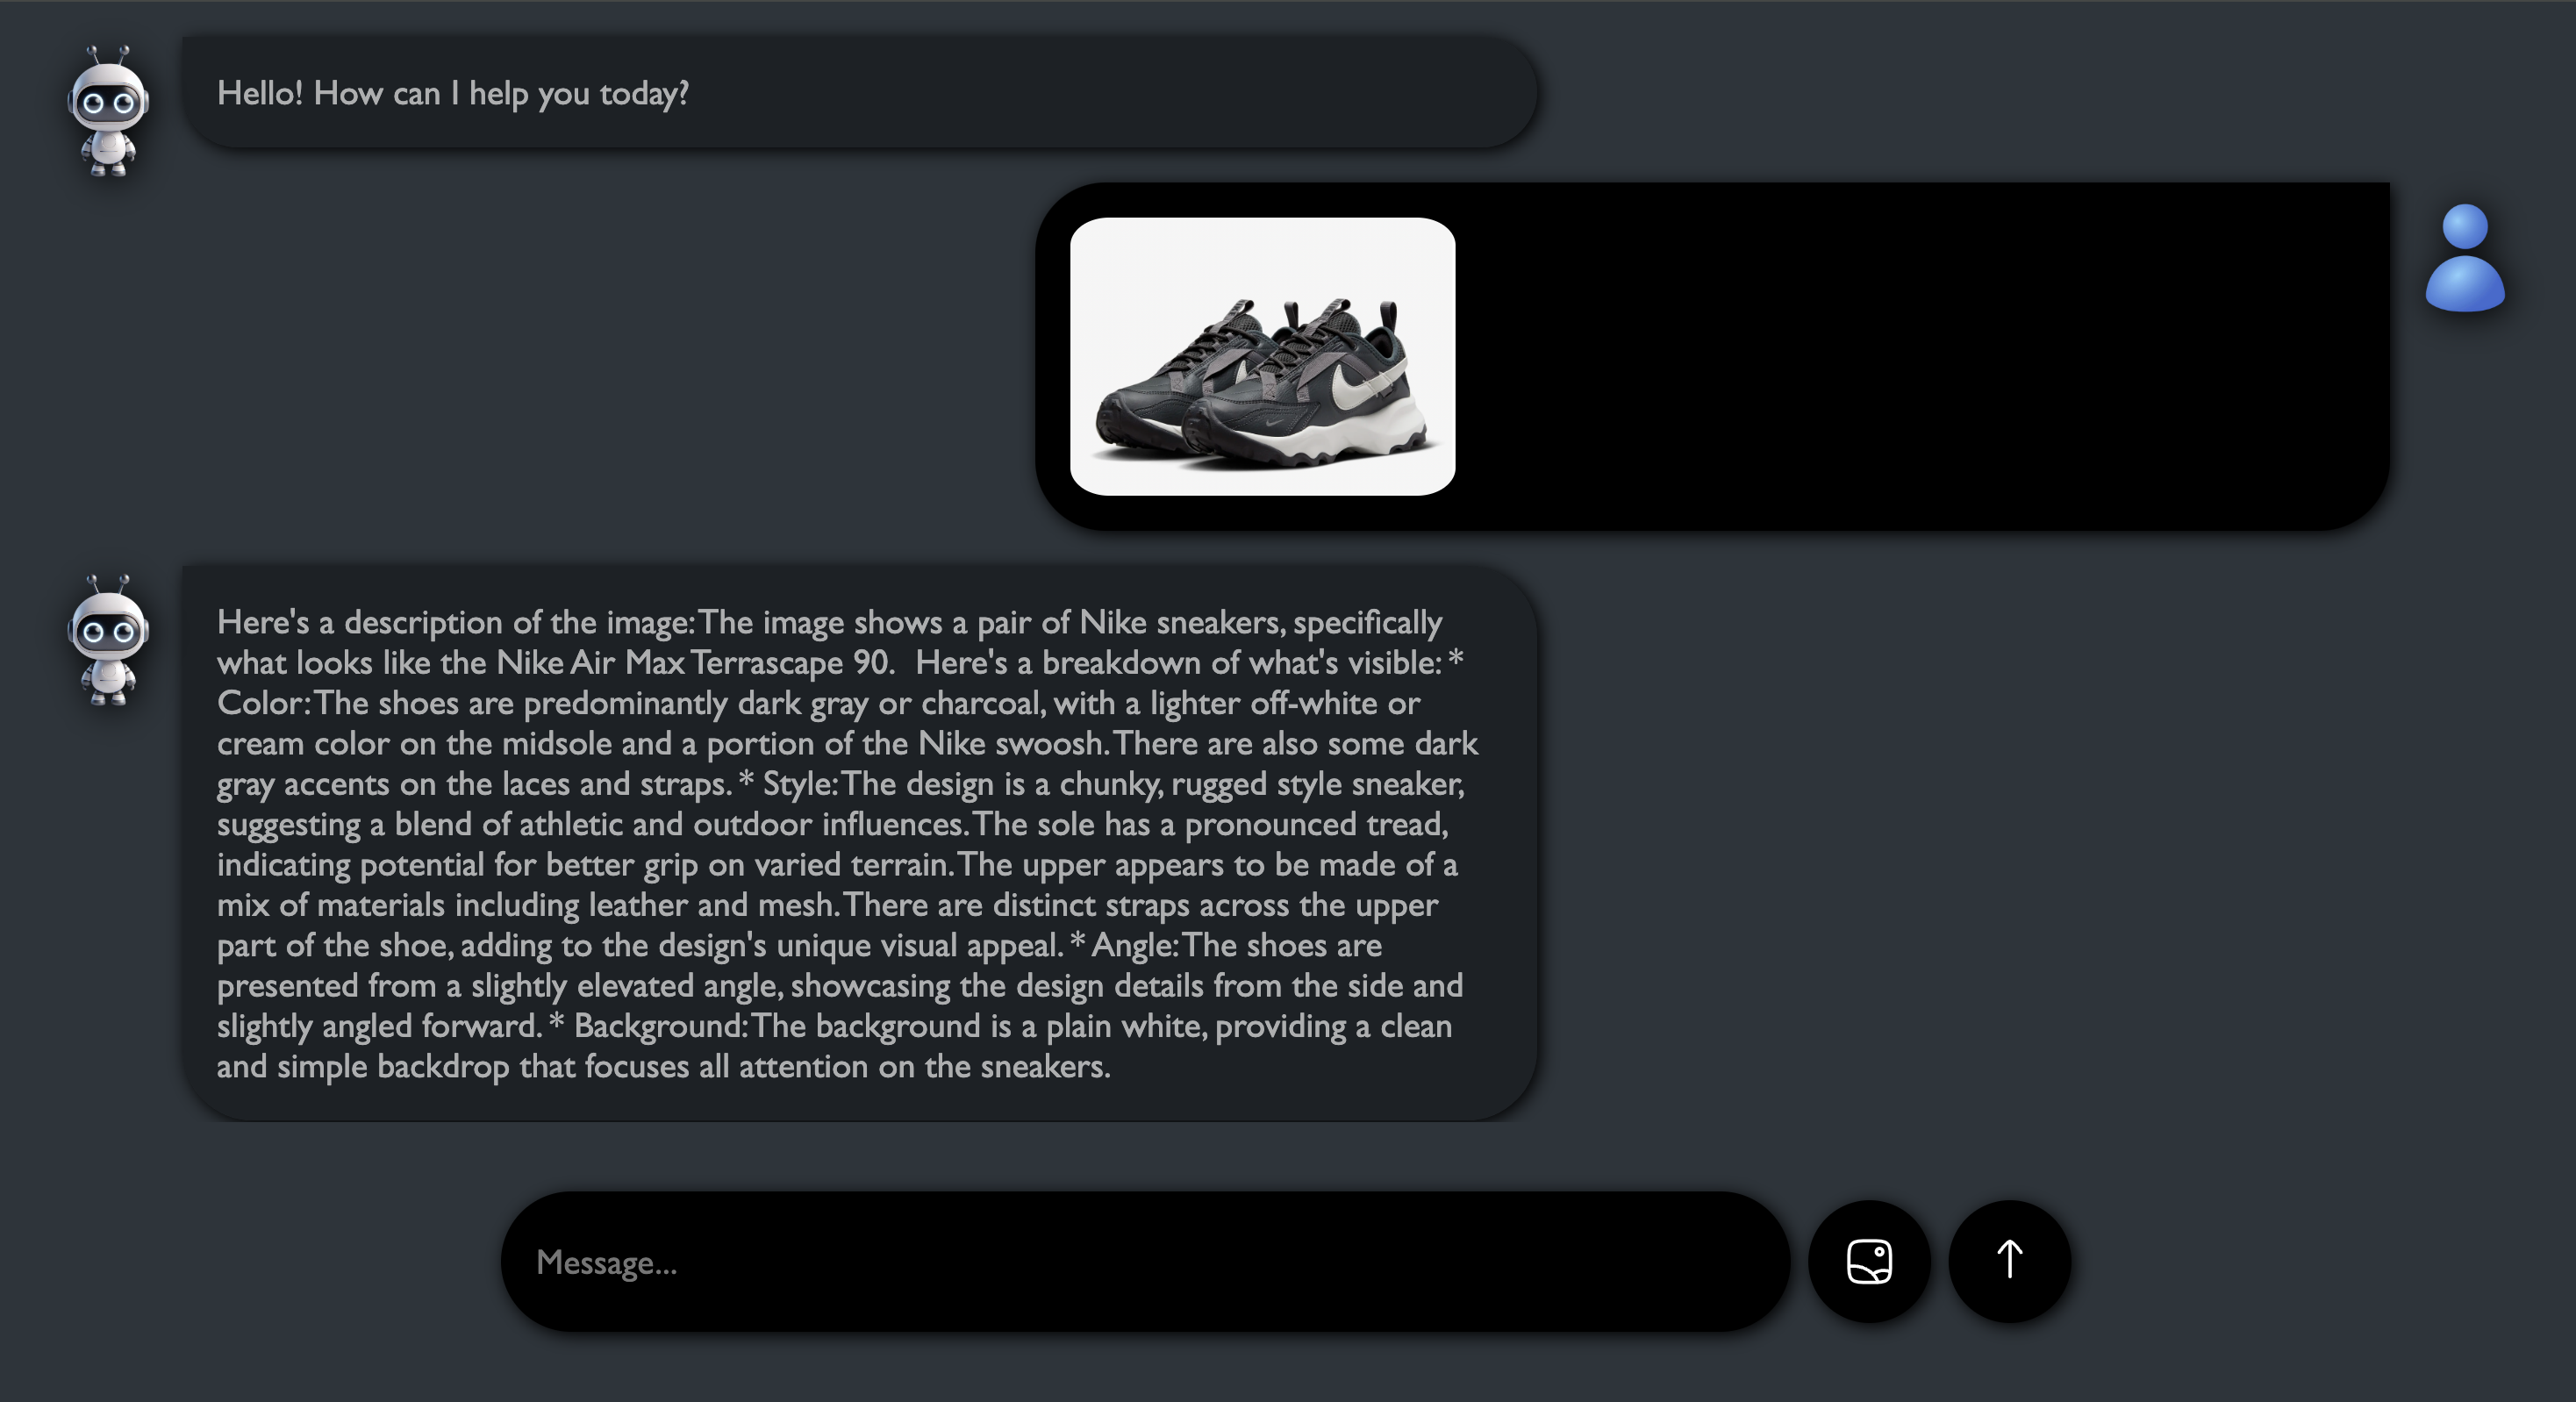 Hello! How can I help you today?
Here's a description of the image:The image shows a pair of Nike sneakers, specifically
what looks like the Nike Air Max Terrascape 90.  Here's a breakdown of what's visible: *
Color:The shoes are predominantly dark gray or charcoal, with a lighter off-white or
cream color on the midsole and a portion of the Nike swoosh.There are also some dark
gray accents on the laces and straps. * Style:The design is a chunky, rugged style sneaker,
suggesting a blend of athletic and outdoor influences.The sole has a pronounced tread,
indicating potential for better grip on varied terrain.The upper appears to be made of a
mix of materials including leather and mesh.There are distinct straps across the upper
part of the shoe, adding to the design's unique visual appeal. * Angle:The shoes are
presented from a slightly elevated angle, showcasing the design details from the side and
slightly angled forward. * Background:The background is a plain white, providing a clean
and simple backdrop that focuses all attention on the sneakers.
Message...